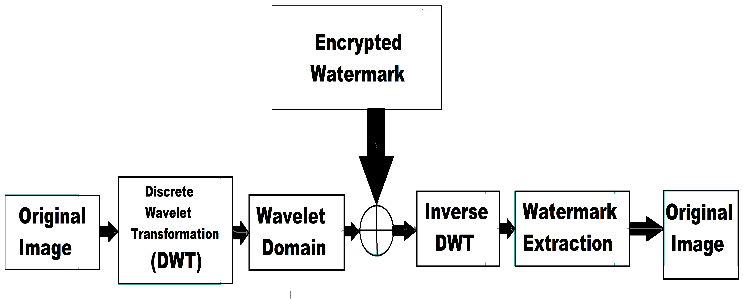 Encrypted
Watermark
Original
Image
Discrete
Wavelet
Transformation
(DWT)
Wavelet
Domain
Inverse
DWT
Watermark
Extraction
Original
Image